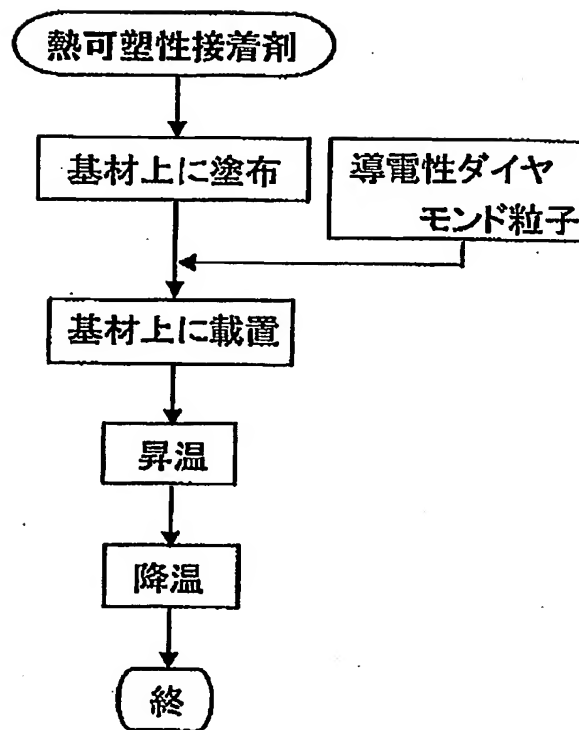 熱可塑性接着剤
基材上に塗布
導電性ダイヤ
モンド粒子
基材上に載置
昇温
降温
終